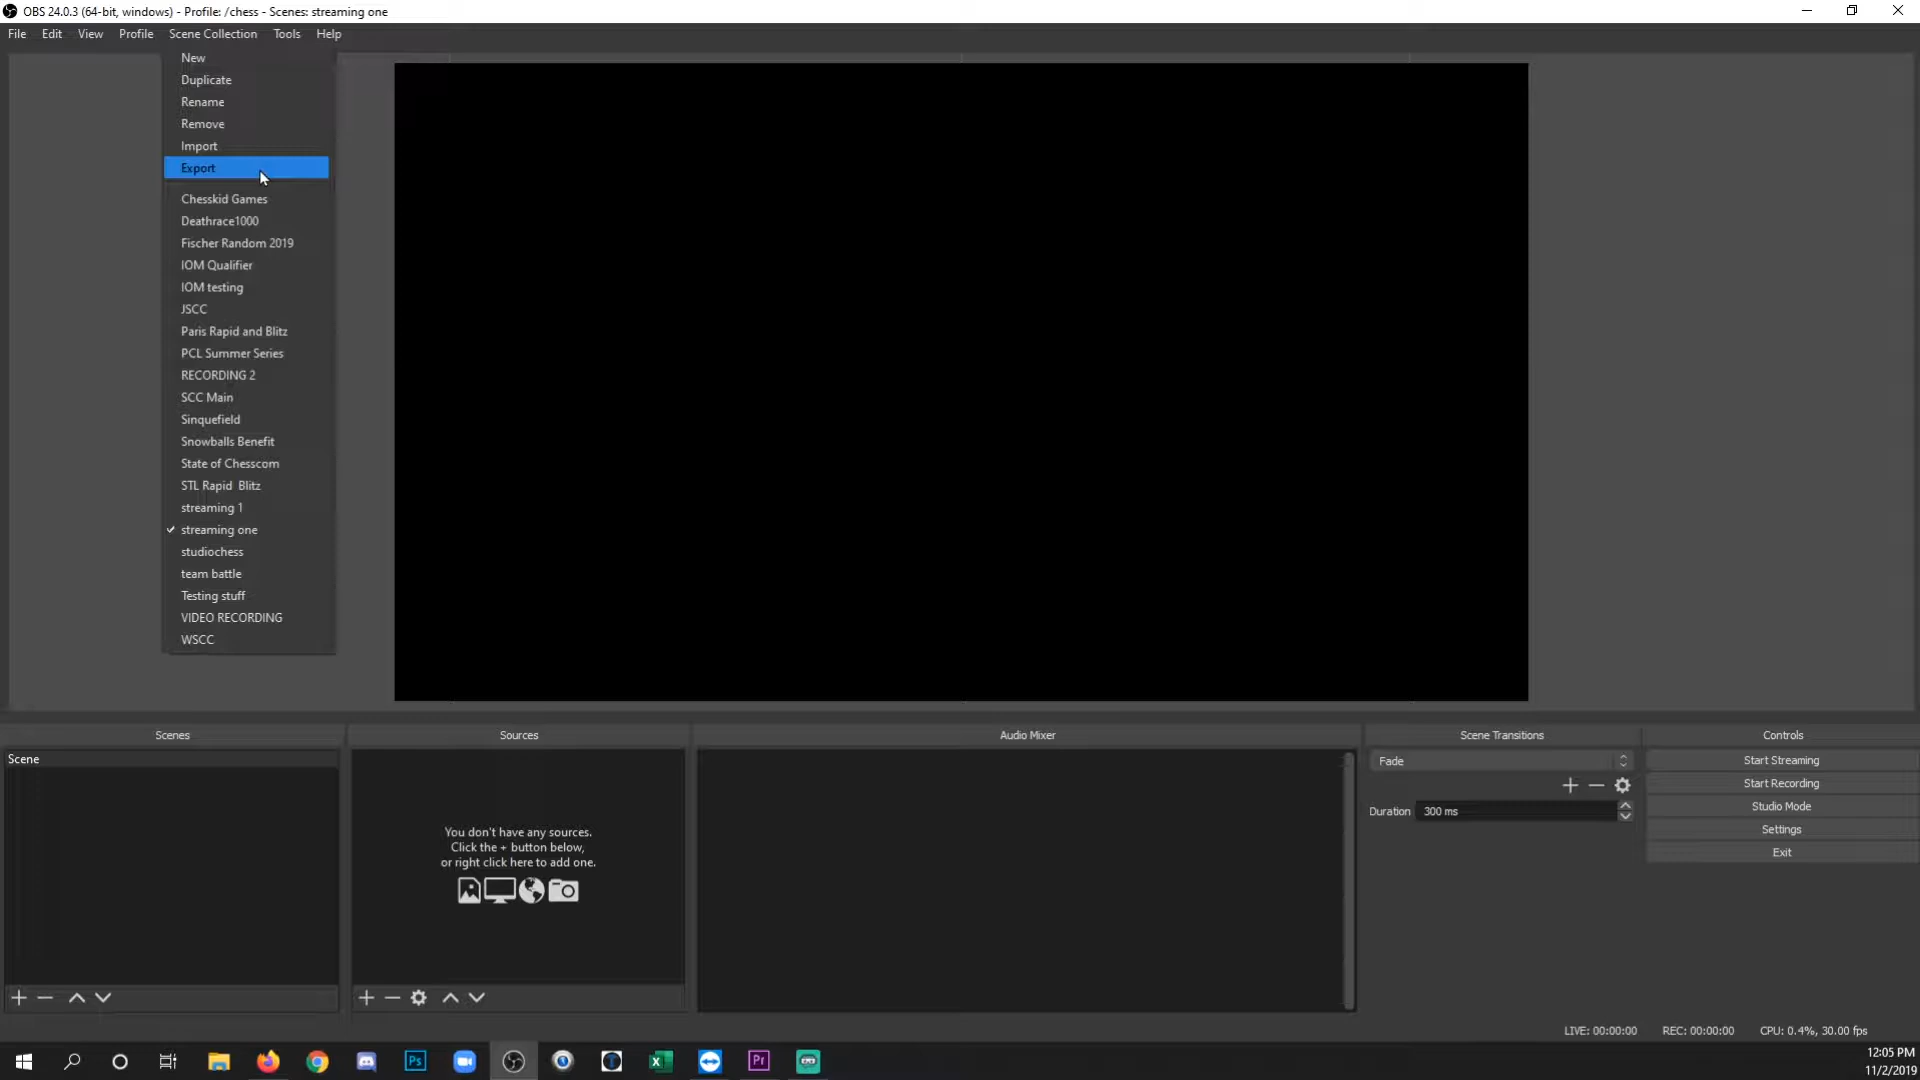 OBS 24.0.3 (64-bit, windows) - Profile: /chess - Scenes: streaming one
File Edit View Profile Scene Collection Tools Help
New
Duplicate
Rename
Remove
Import
Export
Chesskid Games
Deathrace1000
Fischer Random 2019
IOM Qualifier
IOM testing
JSCC
Paris Rapid and Blitz
PCL Summer Series
RECORDING 2
SCC Main
Sinquefield
Snowballs Benefit
State of Chesscom
STL Rapid  Blitz
streaming 1
streaming one
studiochess
team battle
Testing stuff
VIDEO RECORDING
WSCC
Scenes
Scene
Sources
You don't have any sources.
Click the + button below,
or right click here to add one.
Audio Mixer
Scene Transitions
Fade
Duration 300 ms
Controls
Start Streaming
Start Recording
Studio Mode
Settings
Exit
LIVE: 00:00:00 REC: 00:00:00 CPU: 0.4%, 30.00 fps
Ps
T
X
Pr
12:05 PM
11/2/2019